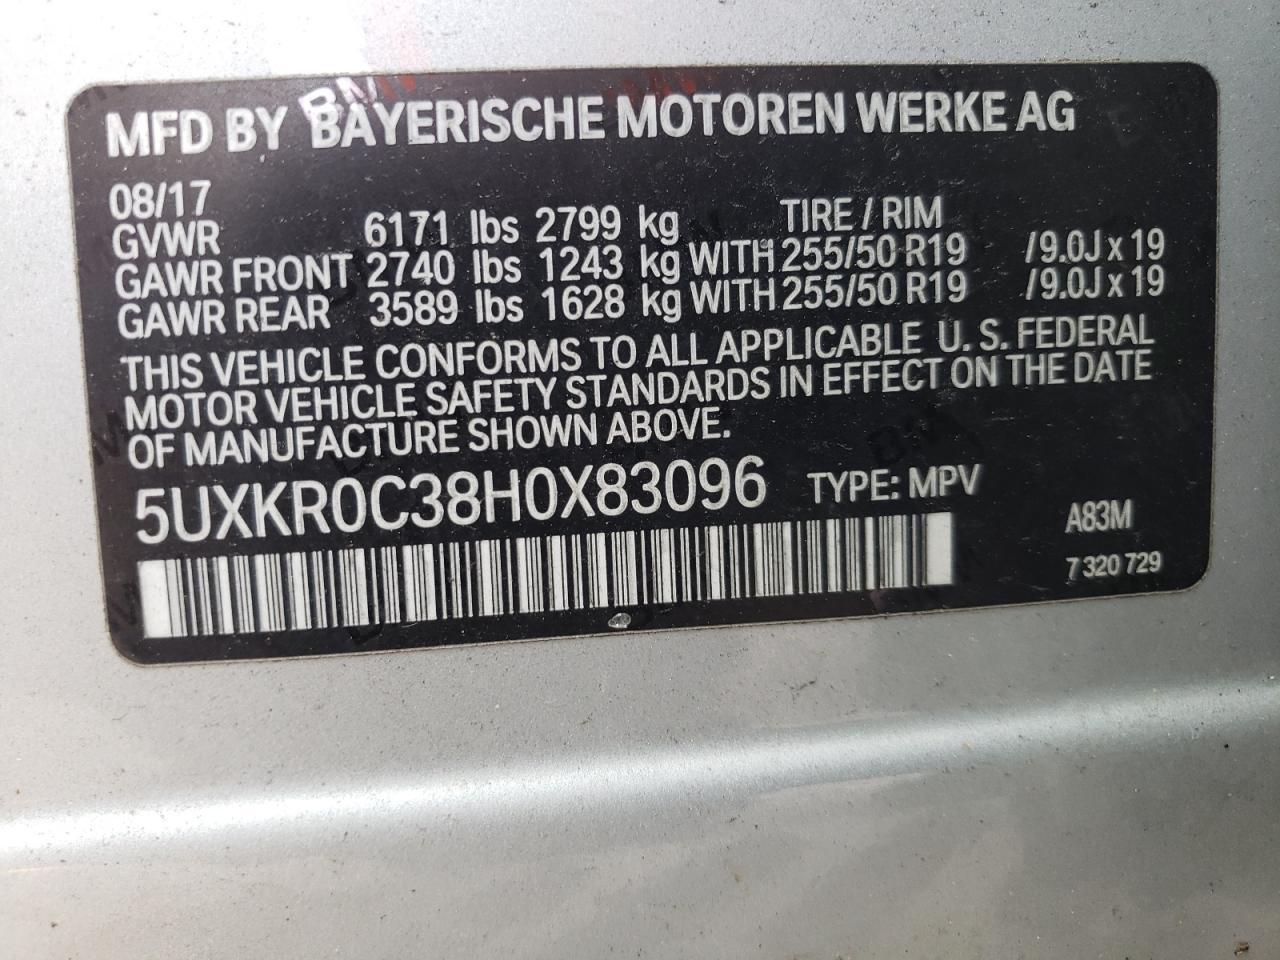 MFD BY BAYERISCHE MOTOREN WERKE AG
08/17
GVWR 6171 lbs 2799 kg TIRE / RIM
GAWR FRONT 2740 lbs 1243 kg WITH 255/50 R19 /9.0J x 19
GAWR REAR 3589 lbs 1628 kg WITH 255/50 R19 /9.0J x 19
THIS VEHICLE CONFORMS TO ALL APPLICABLE U. S. FEDERAL
MOTOR VEHICLE SAFETY STANDARDS IN EFFECT ON THE DATE
OF MANUFACTURE SHOWN ABOVE.
5UXKR0C38H0X83096 TYPE: MPV
A83M
7 320 729